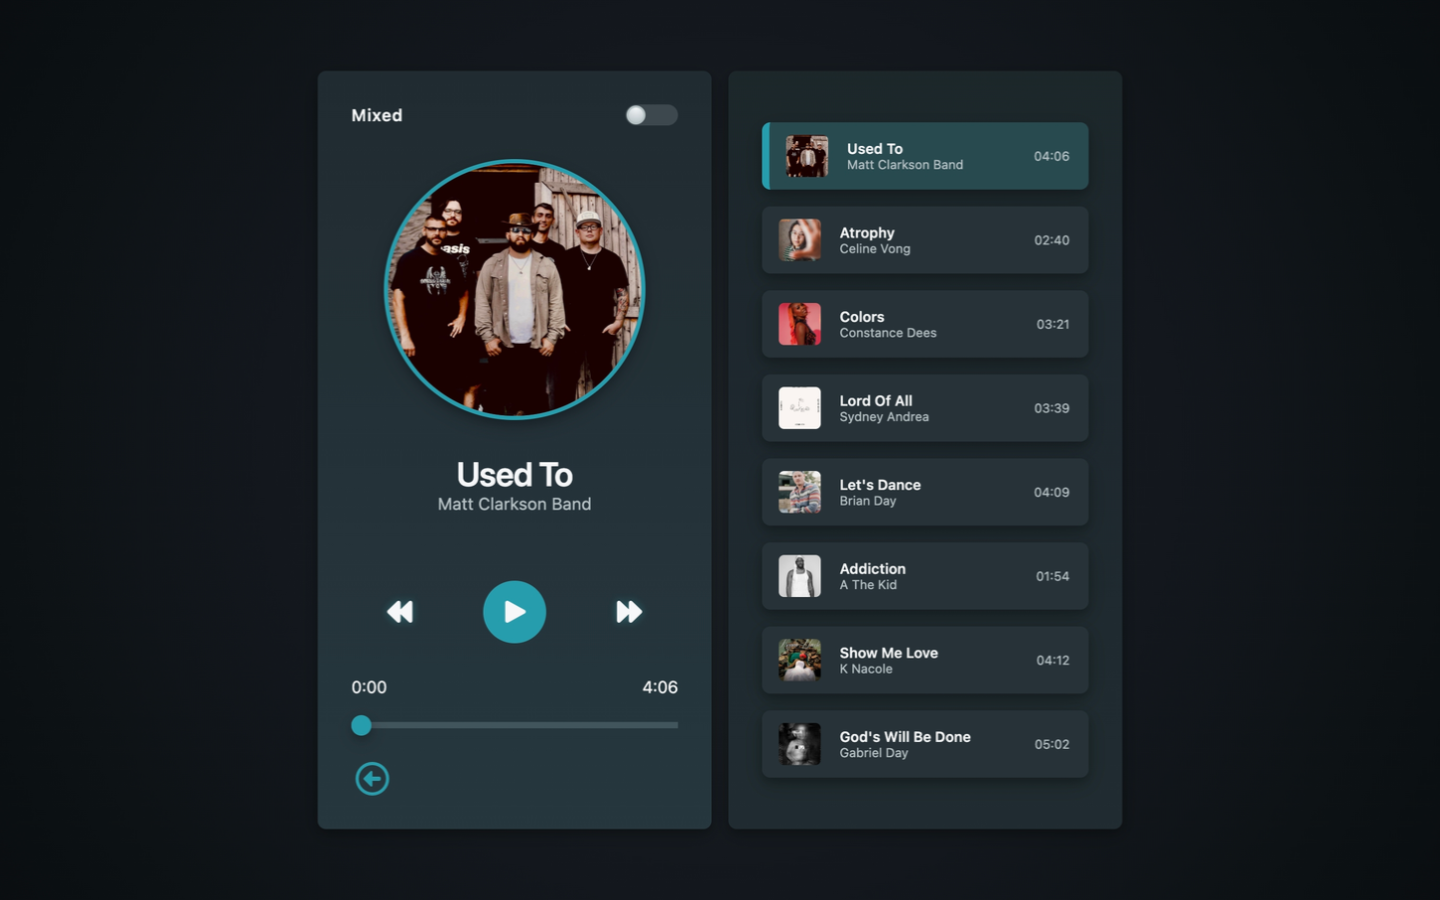 Mixed
asis
Used To
Matt Clarkson Band
0:00
4:06
Used To
Matt Clarkson Band
04:06
Atrophy
Celine Vong
02:40
Colors
Constance Dees
03:21
Lord Of All
Sydney Andrea
03:39
Let's Dance
Brian Day
04:09
Addiction
A The Kid
01:54
Show Me Love
K Nacole
04:12
God's Will Be Done
Gabriel Day
05:02